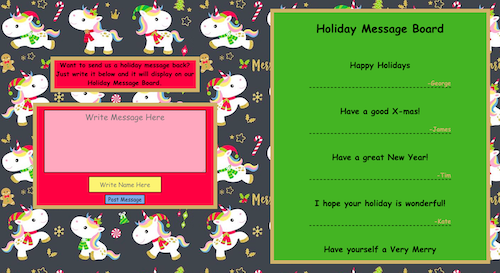 Want to send us a holiday message back?
Just write it below and it will display on our
Holiday Message Board.
Write Message Here
Write Name Here
Post Message
Holiday Message Board
Happy Holidays
-George
Have a good X-mas!
-James
Have a great New Year!
-Tim
I hope your holiday is wonderful!
-Kate
Have yourself a Very Merry